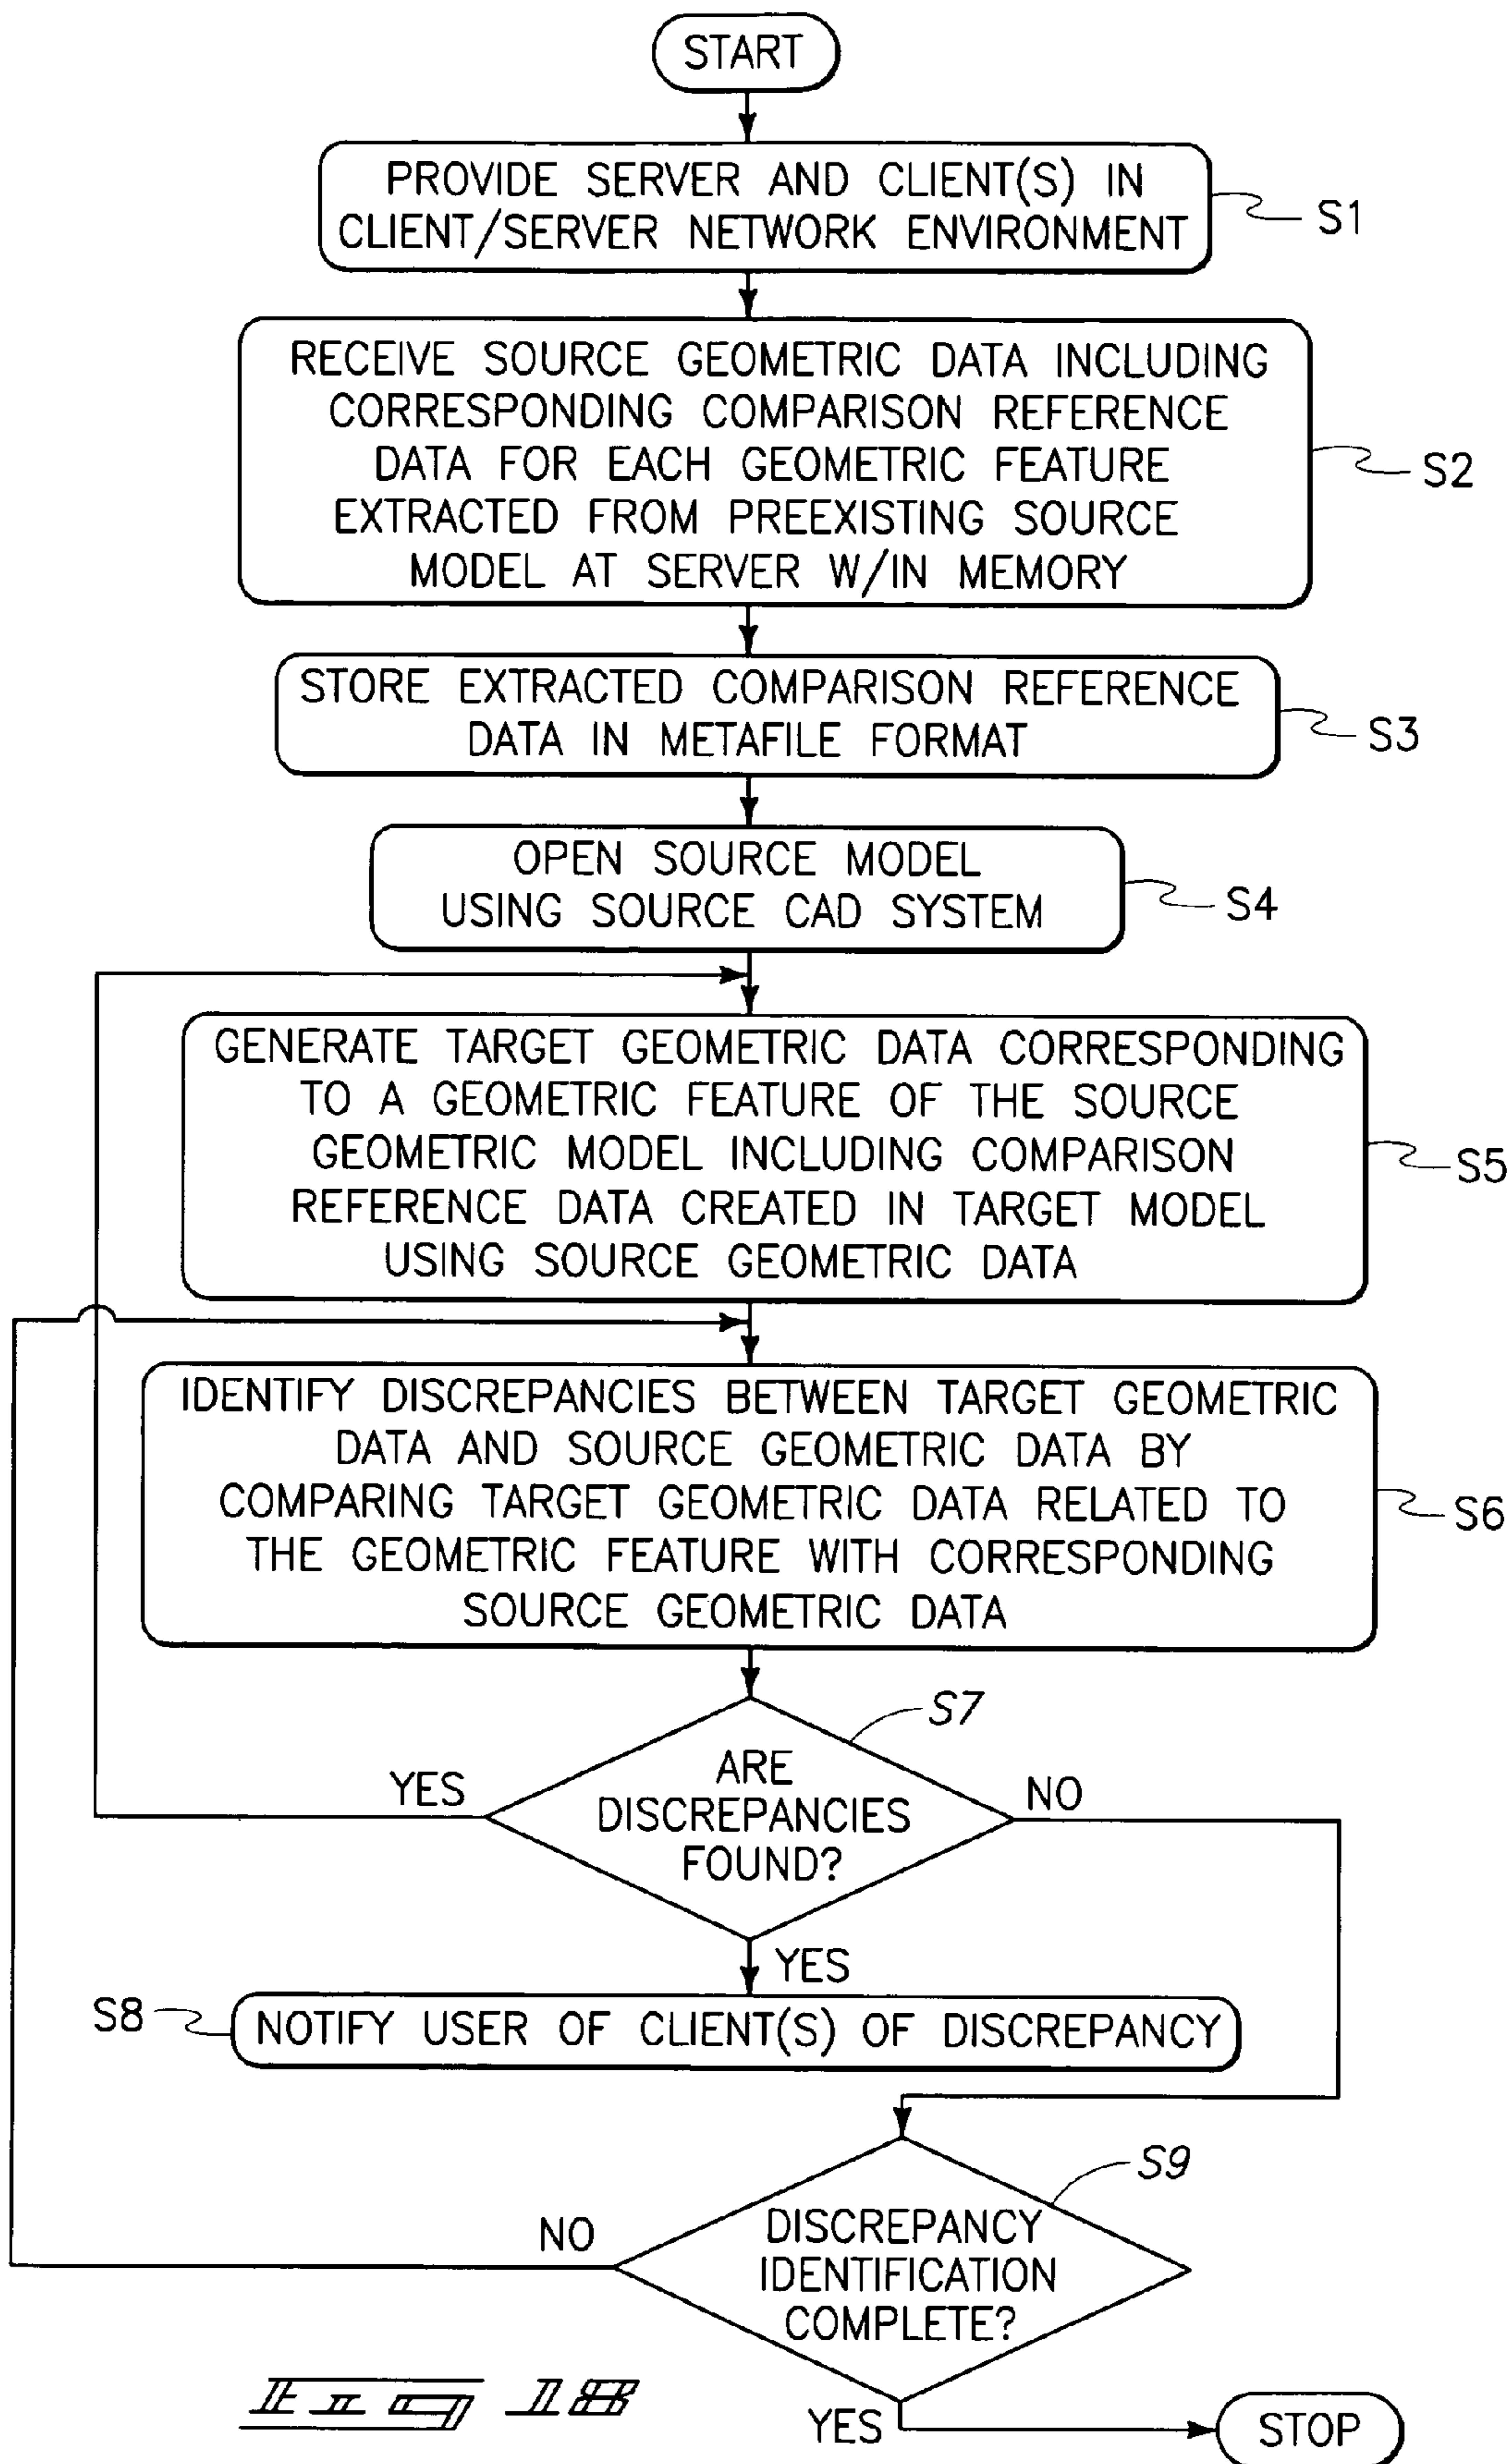 START
PROVIDE SERVER AND CLIENT(S) IN
CLIENT/SERVER NETWORK ENVIRONMENT
S1
RECEIVE SOURCE GEOMETRIC DATA INCLUDING
CORRESPONDING COMPARISON REFERENCE
DATA FOR EACH GEOMETRIC FEATURE
EXTRACTED FROM PREEXISTING SOURCE
MODEL AT SERVER W/IN MEMORY
S2
STORE EXTRACTED COMPARISON REFERENCE
DATA IN METAFILE FORMAT
S3
OPEN SOURCE MODEL
USING SOURCE CAD SYSTEM
S4
GENERATE TARGET GEOMETRIC DATA CORRESPONDING
TO A GEOMETRIC FEATURE OF THE SOURCE
GEOMETRIC MODEL INCLUDING COMPARISON
REFERENCE DATA CREATED IN TARGET MODEL
USING SOURCE GEOMETRIC DATA
S5
IDENTIFY DISCREPANCIES BETWEEN TARGET GEOMETRIC
DATA AND SOURCE GEOMETRIC DATA BY
COMPARING TARGET GEOMETRIC DATA RELATED TO
THE GEOMETRIC FEATURE WITH CORRESPONDING
SOURCE GEOMETRIC DATA
S6
S7
ARE
DISCREPANCIES
FOUND?
YES
NO
YES
S8
NOTIFY USER OF CLIENT(S) OF DISCREPANCY
S9
DISCREPANCY
IDENTIFICATION
COMPLETE?
NO
YES
STOP
Fig 18